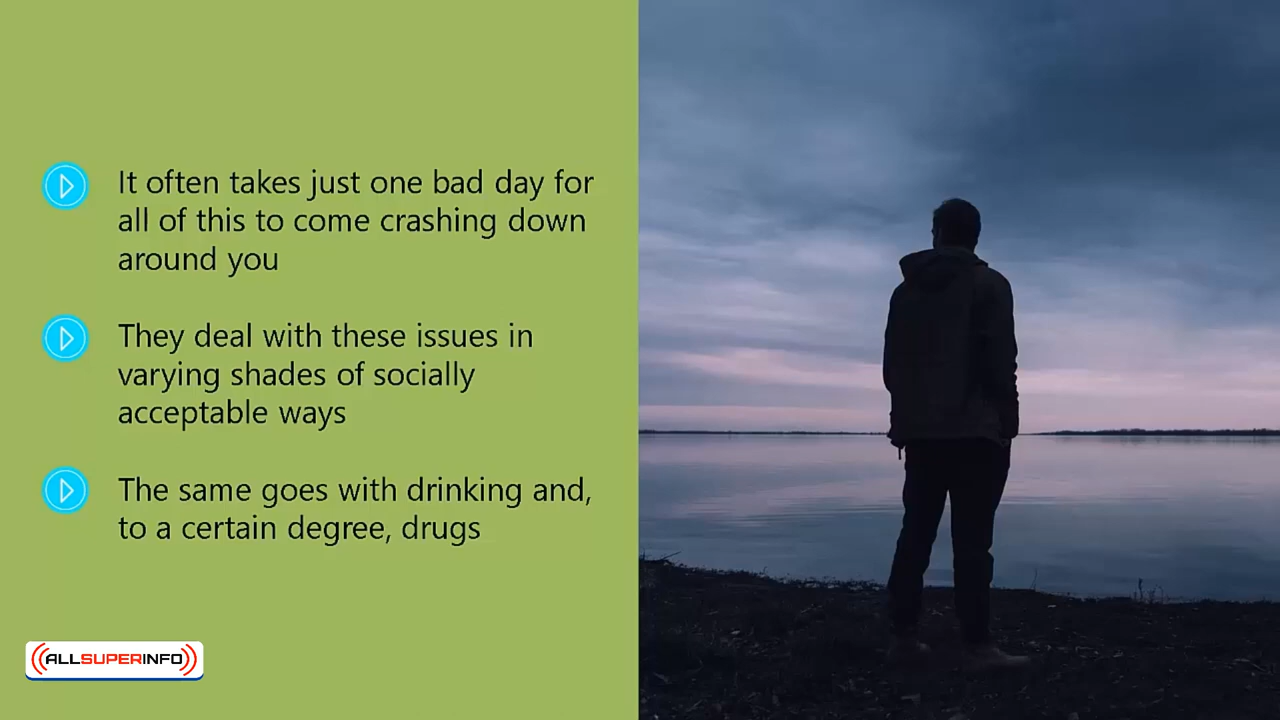 It often takes just one bad day for
all of this to come crashing down
around you
They deal with these issues in
varying shades of socially
acceptable ways
The same goes with drinking and,
to a certain degree, drugs
ALLSUPERINFO